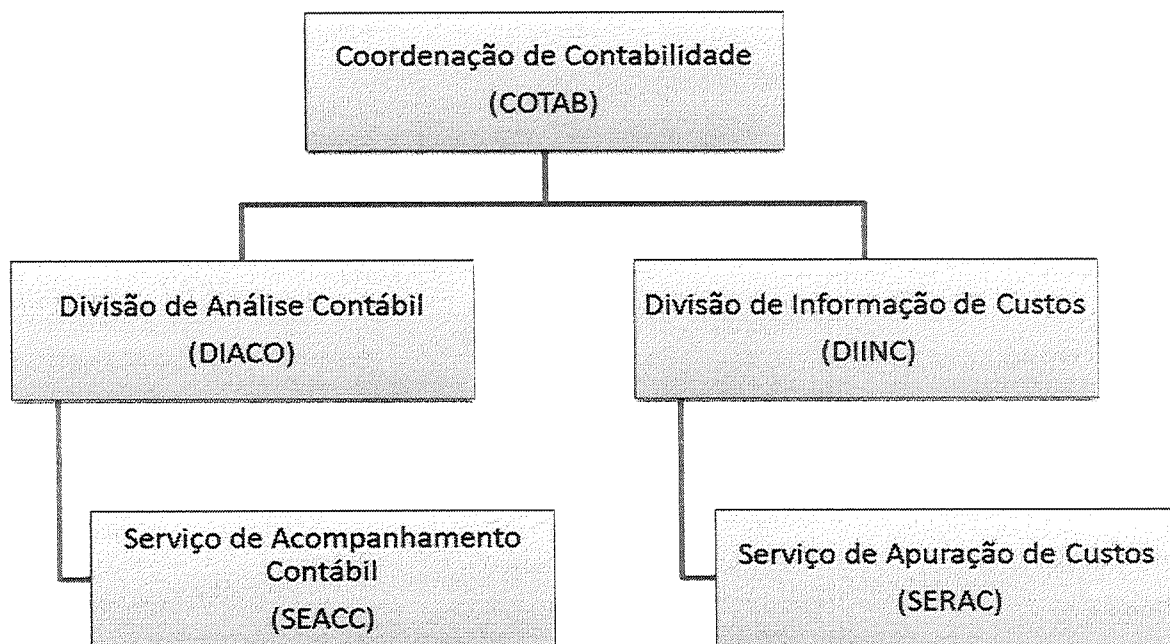 Coordenação de Contabilidade
(COTAB)
Divisão de Análise Contábil
(DIACO)
Divisão de Informação de Custos
(DIINC)
Serviço de Acompanhamento
Contábil
(SEACC)
Serviço de Apuração de Custos
(SERAC)